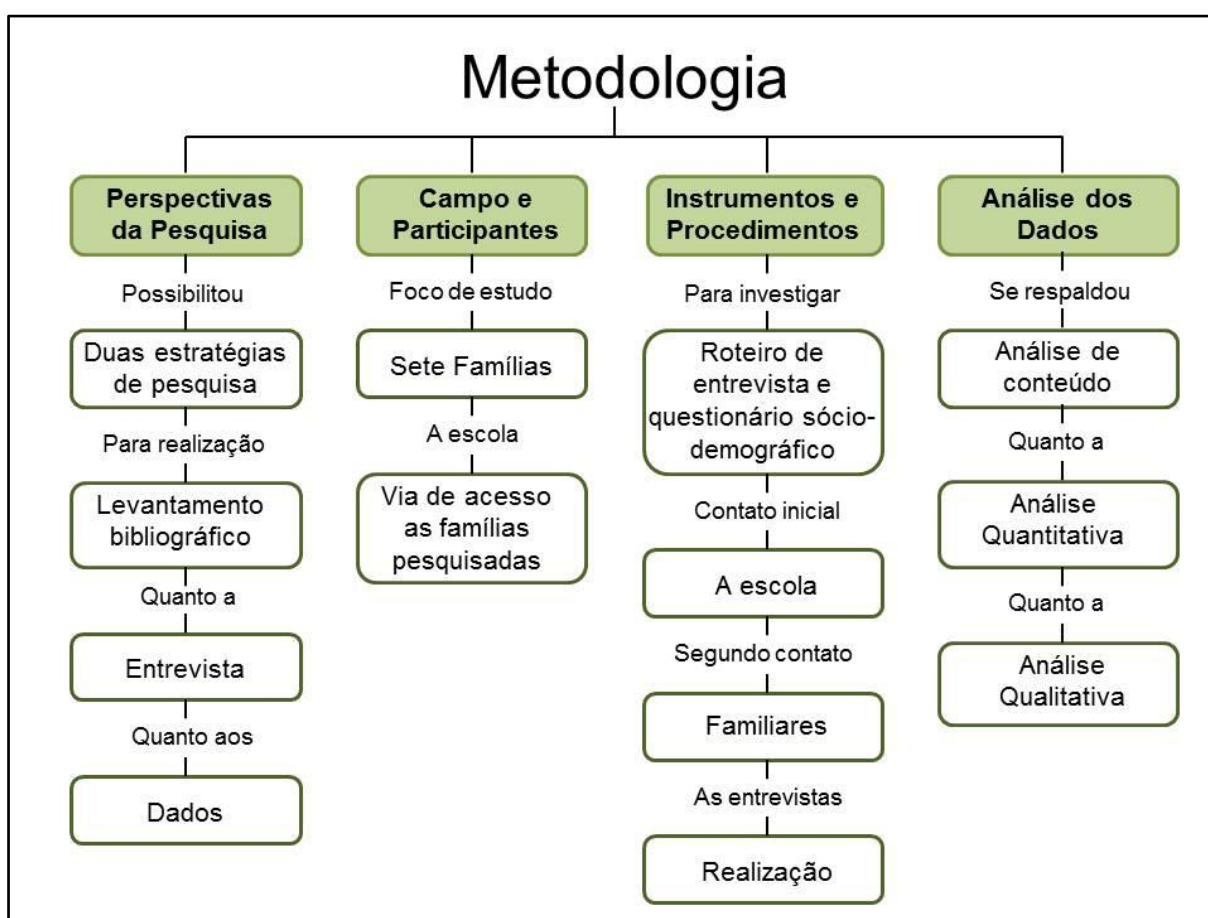 Metodologia
Perspectivas
da Pesquisa
Possibilitou
Duas estratégias
de pesquisa
Para realização
Levantamento
bibliográfico
Quanto a
Entrevista
Quanto aos
Dados
Campo e
Participantes
Foco de estudo
Sete Famílias
A escola
Via de acesso
as famílias
pesquisadas
Instrumentos e
Procedimentos
Para investigar
Roteiro de
entrevista e
questionário sócio-
demográfico
Contato inicial
A escola
Segundo contato
Familiares
As entrevistas
Realização
Análise dos
Dados
Se respaldou
Análise de
conteúdo
Quanto a
Análise
Quantitativa
Quanto a
Análise
Qualitativa